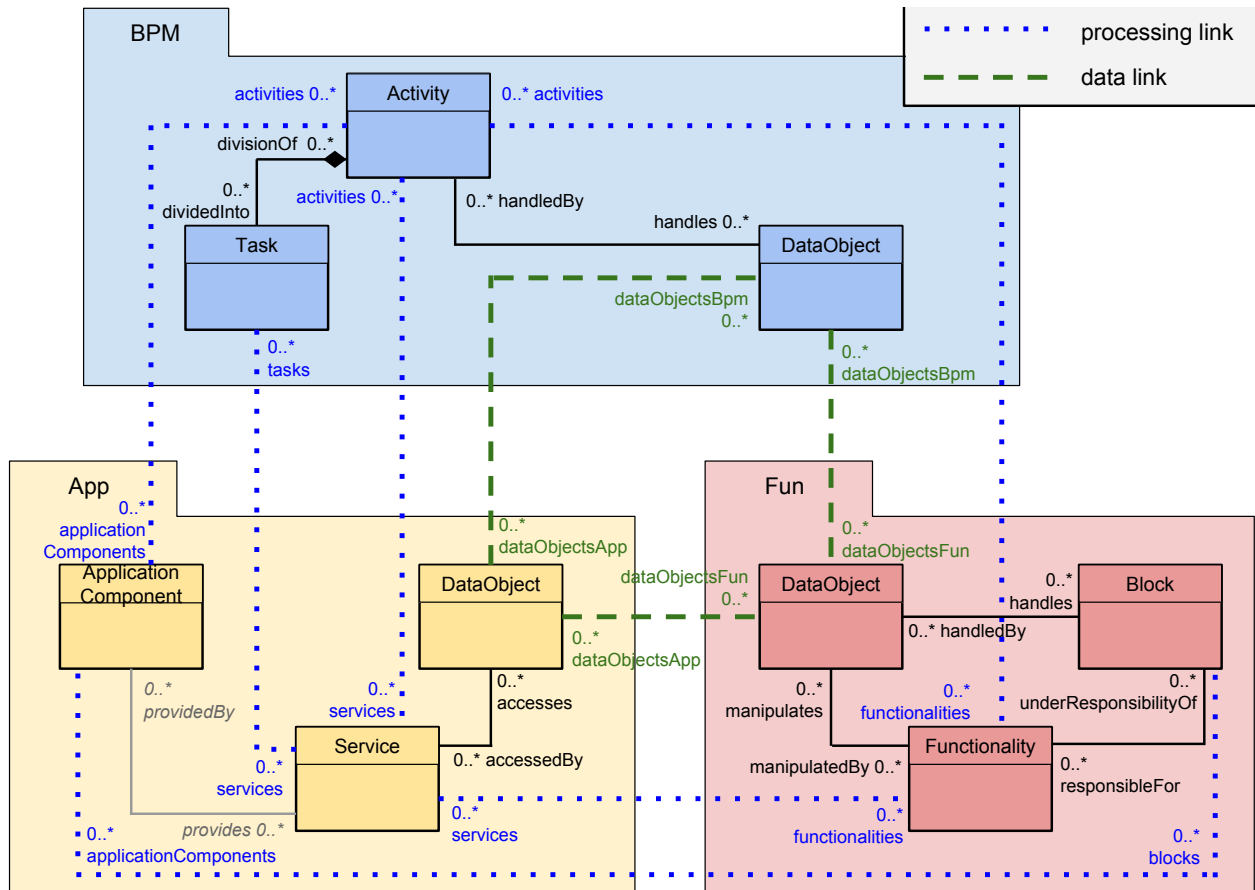 BPM
processing link
data link
activities 0..*
Activity
0..* activities
divisionOf 0..*
0..*
dividedInto
activities 0..*
0..* handledBy
handles 0..*
Task
DataObject
dataObjectsBpm
0..*
0..*
tasks
0..*
dataObjectsBpm
App
Fun
0..*
application
Components
0..*
dataObjectsApp
0..*
dataObjectsFun
Application
Component
DataObject
dataObjectsFun
0..*
DataObject
0..*
handles
Block
0..*
dataObjectsApp
0..* handledBy
0..*
providedBy
0..*
services
0..*
accesses
0..*
manipulates
0..*
functionalities
0..*
underResponsibilityOf
Service
0..* accessedBy
Functionality
0..*
services
manipulatedBy 0..*
0..*
responsibleFor
provides 0..*
0..*
services
0..*
functionalities
0..*
applicationComponents
0..*
blocks